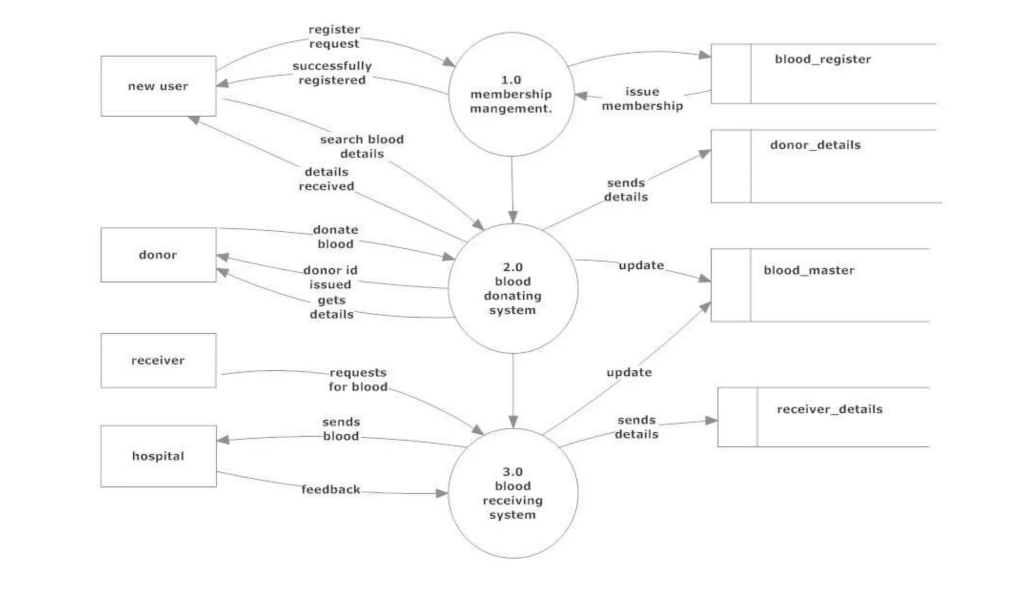 register
request
successfully
registered
new user
1.0
membership
mangement.
blood_register
issue
membership
search blood
details
details
received
donor_details
sends
details
donate
blood
donor
donor id
issued
gets
details
2.0
blood
donating
system
update
blood_master
receiver
requests
for blood
update
receiver_details
sends
details
sends
blood
hospital
feedback
3.0
blood
receiving
system